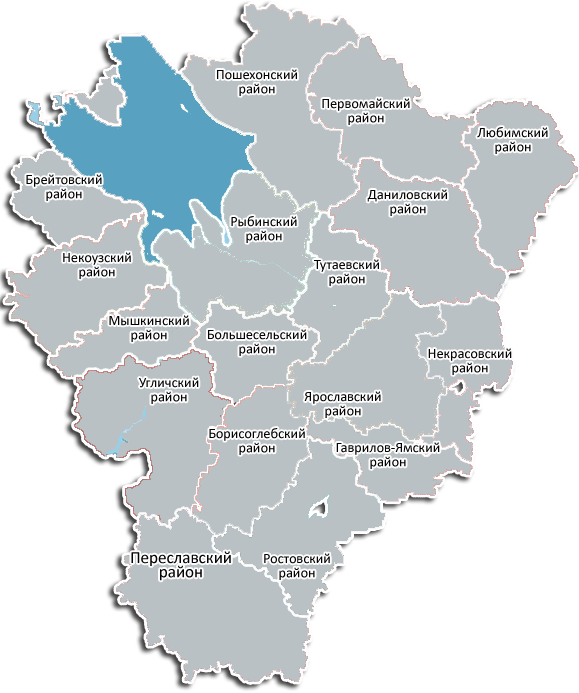 Пошехонский
район
Первомайский
район
Любимский
район
Брейтовский
район
Даниловский
район
Рыбинский
район
Некоузский
район
Тутаевский
район
Мышкинский
район
Большесельский
район
Некрасовский
район
Угличский
район
Ярославский
район
Борисоглебский
район
Гаврилов-Ямский
район
Переславский
район
Ростовский
район